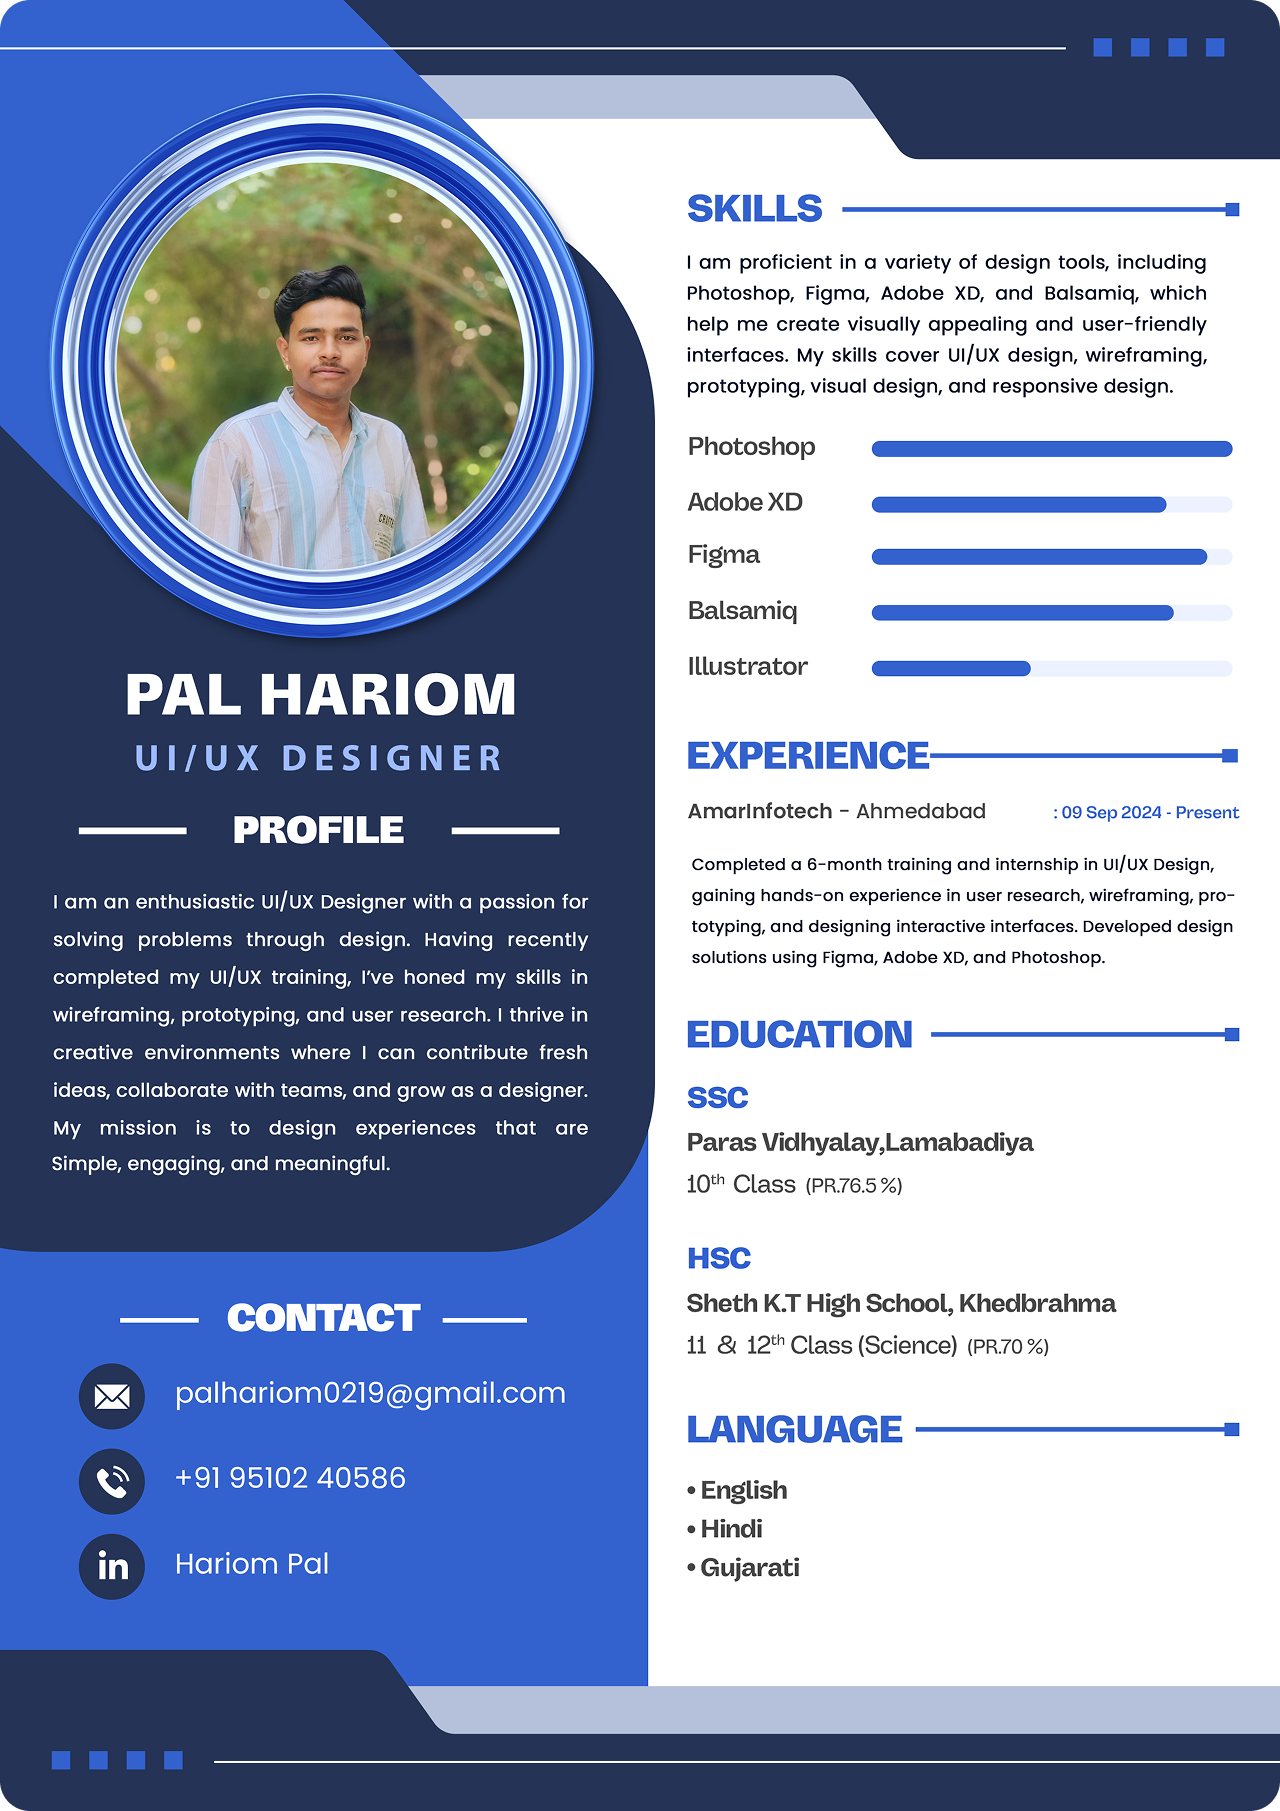 PAL HARIOM
UI/UX DESIGNER
PROFILE
I am an enthusiastic UI/UX Designer with a passion for
solving problems through design. Having recently
completed my UI/UX training, I've honed my skills in
wireframing, prototyping, and user research. I thrive in
creative environments where I can contribute fresh
ideas, collaborate with teams, and grow as a designer.
My mission is to design experiences that are
Simple, engaging, and meaningful.
CONTACT
palhariom0219@gmail.com
+91 95102 40586
in Hariom Pal
SKILLS
I am proficient in a variety of design tools, including
Photoshop, Figma, Adobe XD, and Balsamiq, which
help me create visually appealing and user-friendly
interfaces. My skills cover UI/UX design, wireframing,
prototyping, visual design, and responsive design.
Photoshop
Adobe XD
Figma
Balsamiq
Illustrator
EXPERIENCE
AmarInfotech - Ahmedabad : 09 Sep 2024 - Present
Completed a 6-month training and internship in UI/UX Design,
gaining hands-on experience in user research, wireframing, pro-
totyping, and designing interactive interfaces. Developed design
solutions using Figma, Adobe XD, and Photoshop.
EDUCATION
SSC
Paras Vidhyalay,Lamabadiya
10th Class (PR.76.5 %)
HSC
Sheth K.T High School, Khedbrahma
11 & 12th Class (Science) (PR.70 %)
LANGUAGE
• English
• Hindi
• Gujarati